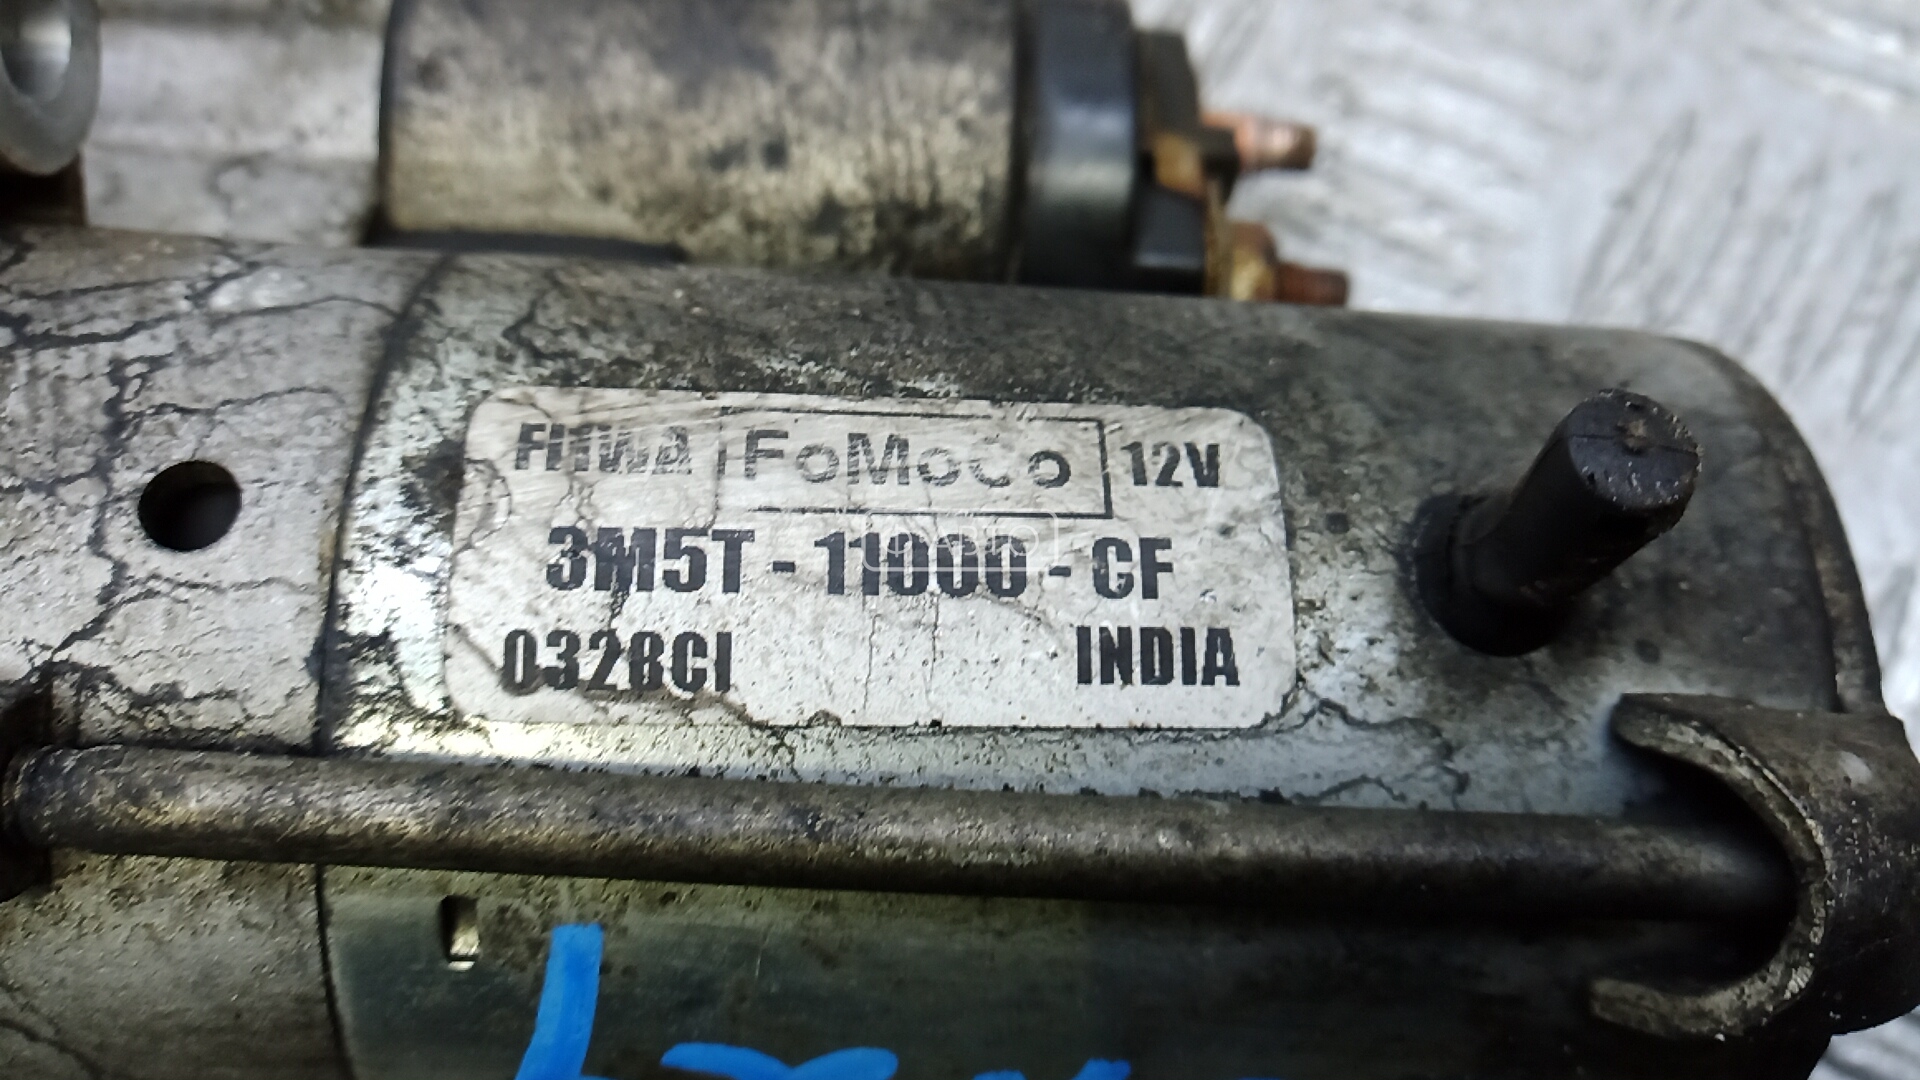 FoMoCo 12V
3M5T - 11000 - CF
0328CI INDIA